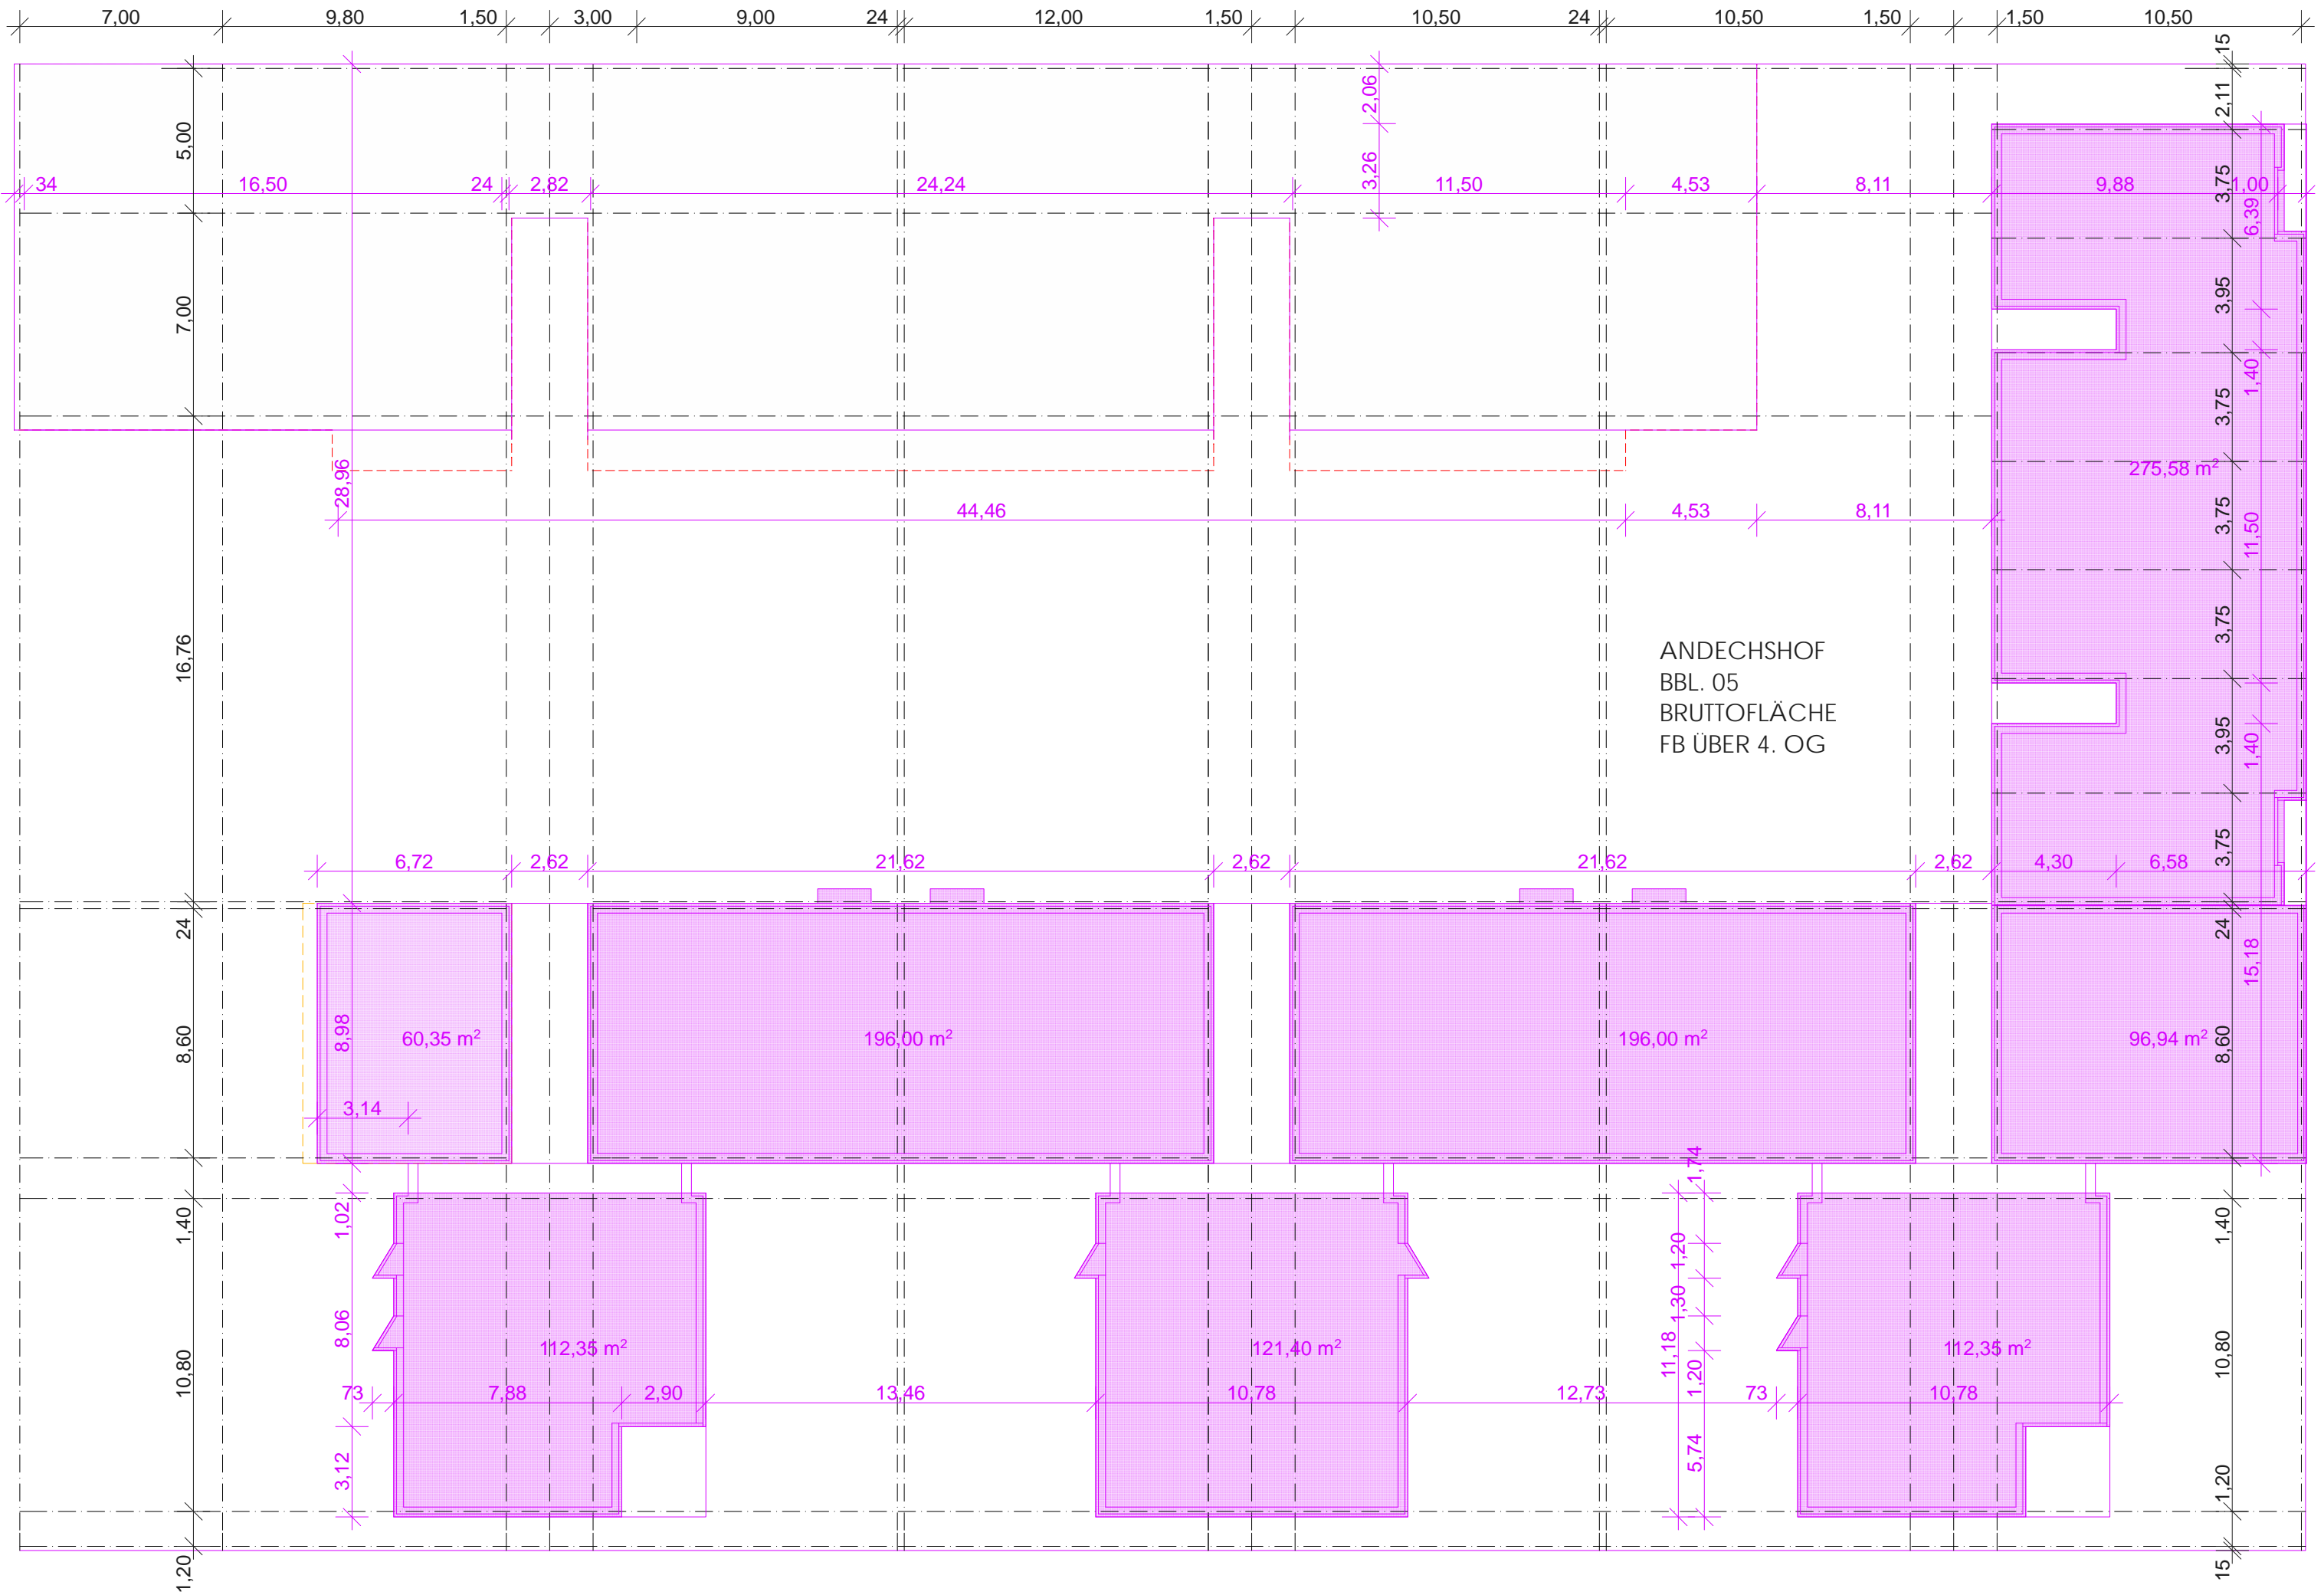 7,00 9,80 1,50 3,00 9,00 24 12,00 1,50 10,50 24 10,50 1,50 1,50 10,50
15
2,06
2,11
5,00
3,26
34 16,50 24 2,82 24,24 11,50 4,53 8,11 9,88 1,00
3,75
6,39
7,00
3,95
1,40
3,75
28,96
275,58 m²
44,46 4,53 8,11
3,75
11,50
16,76
3,75
ANDECHSHOF
BBL. 05
BRUTTOFLÄCHE
FB ÜBER 4. OG
3,95
1,40
3,75
6,72 2,62 21,62 2,62 21,62 2,62 4,30 6,58
24
24
15,18
8,98
8,60
60,35 m²
196,00 m²
196,00 m²
96,94 m²
8,60
3,14
1,74
1,40
1,02
1,20
1,40
1,30
8,06
112,35 m²
121,40 m²
11,18
112,35 m²
10,80
1,20
10,80
73 7,88 2,90 13,46 10,78 12,73 73 10,78
3,12
5,74
1,20
1,20
15